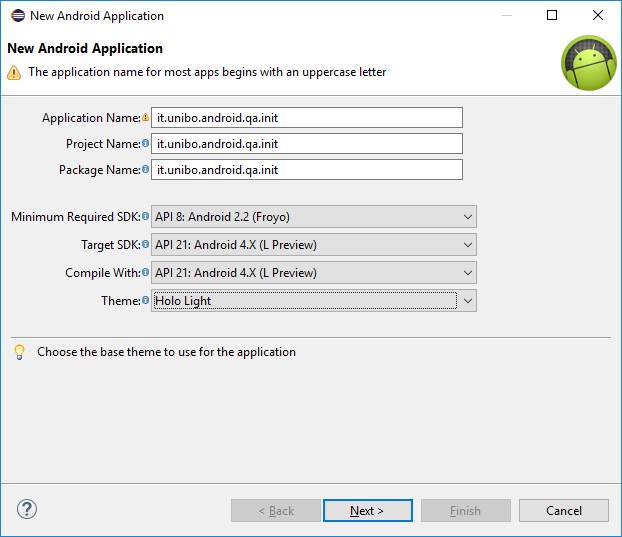 New Android Application
New Android Application
The application name for most apps begins with an uppercase letter
Application Name: it.unibo.android.qa.init
Project Name: it.unibo.android.qa.init
Package Name: it.unibo.android.qa.init
Minimum Required SDK: API 8: Android 2.2 (Froyo)
Target SDK: API 21: Android 4.X (L Preview)
Compile With: API 21: Android 4.X (L Preview)
Theme: Holo Light
Choose the base theme to use for the application
? < Back Next > Finish Cancel